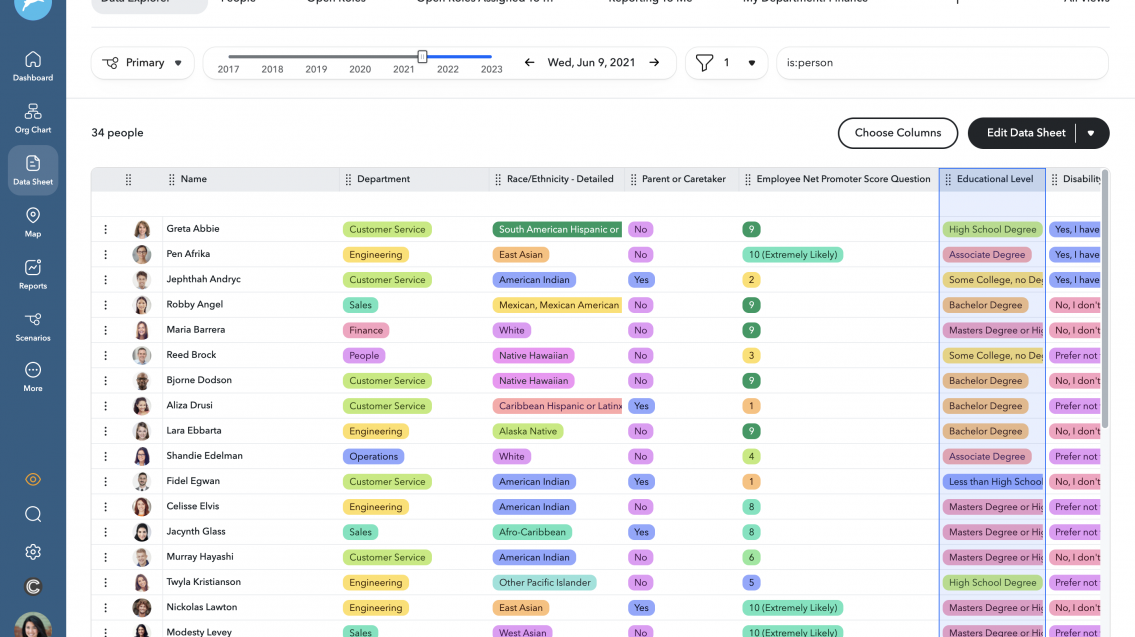 Data Explorer People Open Roles Open Roles Assigned To My Department: Finance All Views
Primary
2017 2018 2019 2020 2021 2022 2023
Wed, Jun 9, 2021
1
is:person
Dashboard
Org Chart
Data Sheet
Map
Reports
Scenarios
More
34 people
Choose Columns
Edit Data Sheet
Name Department Race/Ethnicity - Detailed Parent or Caretaker Employee Net Promoter Score Question Educational Level Disability
Greta Abbie Customer Service South American Hispanic or No 9 High School Degree Yes, I have
Pen Afrika Engineering East Asian No 10 (Extremely Likely) Associate Degree Yes, I have
Jephthah Andryc Customer Service American Indian Yes 2 Some College, no De Yes, I have
Robby Angel Sales Mexican, Mexican American No 9 Bachelor Degree No, I don't
Maria Barrera Finance White No 9 Masters Degree or Hi No, I don't
Reed Brock People Native Hawaiian No 3 Some College, no De Prefer not
Bjorne Dodson Customer Service Native Hawaiian No 9 Bachelor Degree No, I don't
Aliza Drusi Customer Service Caribbean Hispanic or Latinx Yes 1 Bachelor Degree Prefer not
Lara Ebbarta Engineering Alaska Native No 9 Bachelor Degree No, I don't
Shandie Edelman Operations White No 4 Associate Degree Prefer not
Fidel Egwan Customer Service American Indian Yes 1 Less than High School No, I don't
Celisse Elvis Engineering American Indian No 8 Masters Degree or Hi Prefer not
Jacynth Glass Sales Afro-Caribbean Yes 8 Masters Degree or Hi Prefer not
Murray Hayashi Customer Service American Indian No 6 Masters Degree or Hi No, I don't
Twyla Kristianson Engineering Other Pacific Islander No 5 High School Degree Prefer not
Nickolas Lawton Engineering East Asian Yes 10 (Extremely Likely) Masters Degree or Hi No, I don't
Modesty Levey Sales West Asian No 10 (Extremely Likely) Masters Degree or Hi Prefer not